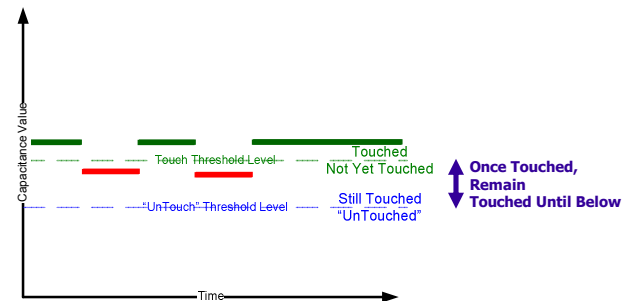 Capacitance Value
Touch Threshold Level
Touched
Not Yet Touched
Once Touched,
Remain
Touched Until Below
"UnTouch" Threshold Level
Still Touched
"UnTouched"
Time